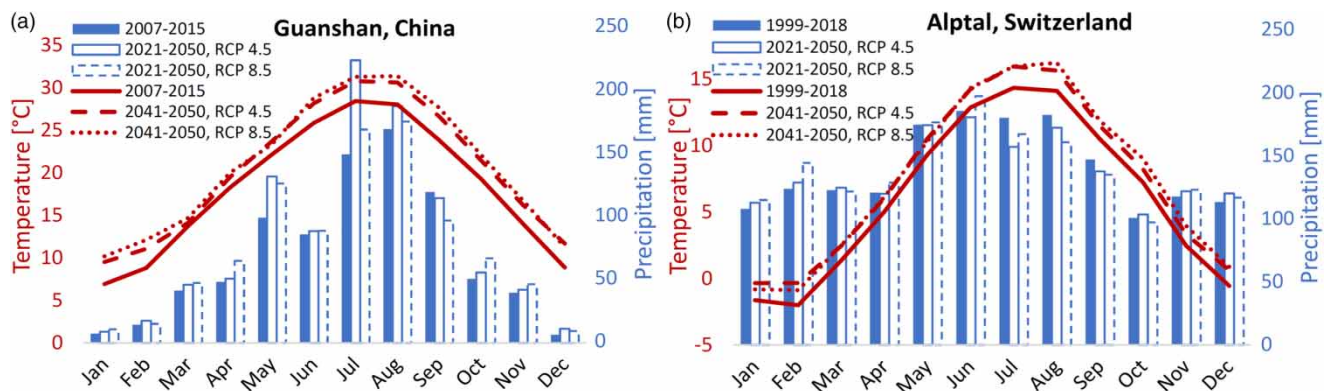 (a)
Guanshan, China
2007-2015
2021-2050, RCP 4.5
2021-2050, RCP 8.5
2007-2015
2041-2050, RCP 4.5
2041-2050, RCP 8.5
Temperature [°C]
35
30
25
20
15
10
5
0
Precipitation [mm]
250
200
150
100
50
0
Jan Feb Mar Apr May Jun Jul Aug Sep Oct Nov Dec
(b)
Alptal, Switzerland
1999-2018
2021-2050, RCP 4.5
2021-2050, RCP 8.5
1999-2018
2041-2050, RCP 4.5
2041-2050, RCP 8.5
Temperature [°C]
15
10
5
0
-5
Precipitation [mm]
250
200
150
100
50
0
Jan Feb Mar Apr May Jun Jul Aug Sep Oct Nov Dec